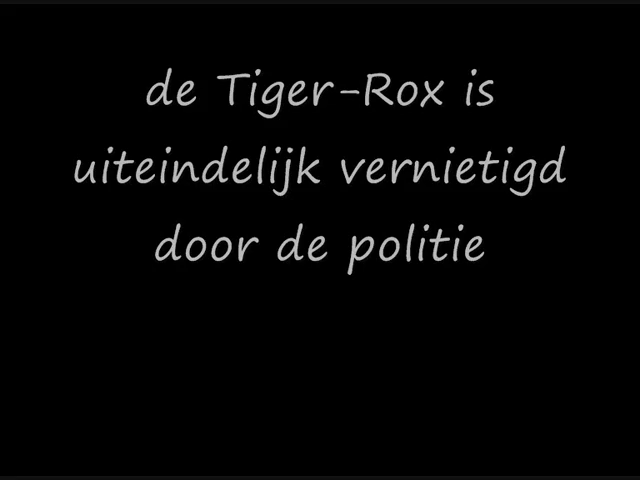 de Tiger-Rox is
uiteindelijk vernietigd
door de politie